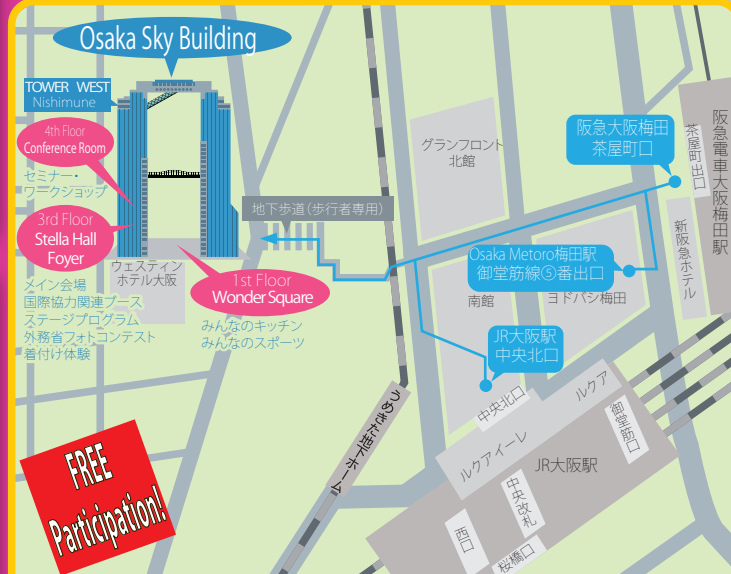 Osaka Sky Building
TOWER WEST
Nishimune
4th Floor
Conference Room
セミナー・
ワークショップ
3rd Floor
Stella Hall
Foyer
メイン会場
国際協力関連ブース
ステージプログラム
外務省フォトコンテスト
着付け体験
ウェスティン
ホテル大阪
1st Floor
Wonder Square
みんなのキッチン
みんなのスポーツ
地下歩道(歩行者専用)
グランフロント
北館
阪急大阪梅田
茶屋町口
茶屋町出口
阪急電車大阪梅田駅
新阪急ホテル
Osaka Metoro梅田駅
御堂筋線⑤番出口
南館
ヨドバシ梅田
JR大阪駅
中央北口
中央北口
ルクア
ルクアイーレ
御堂筋口
JR大阪駅
中央改札
西口
桜橋口
うめきた地下ホーム
FREE
Participation!